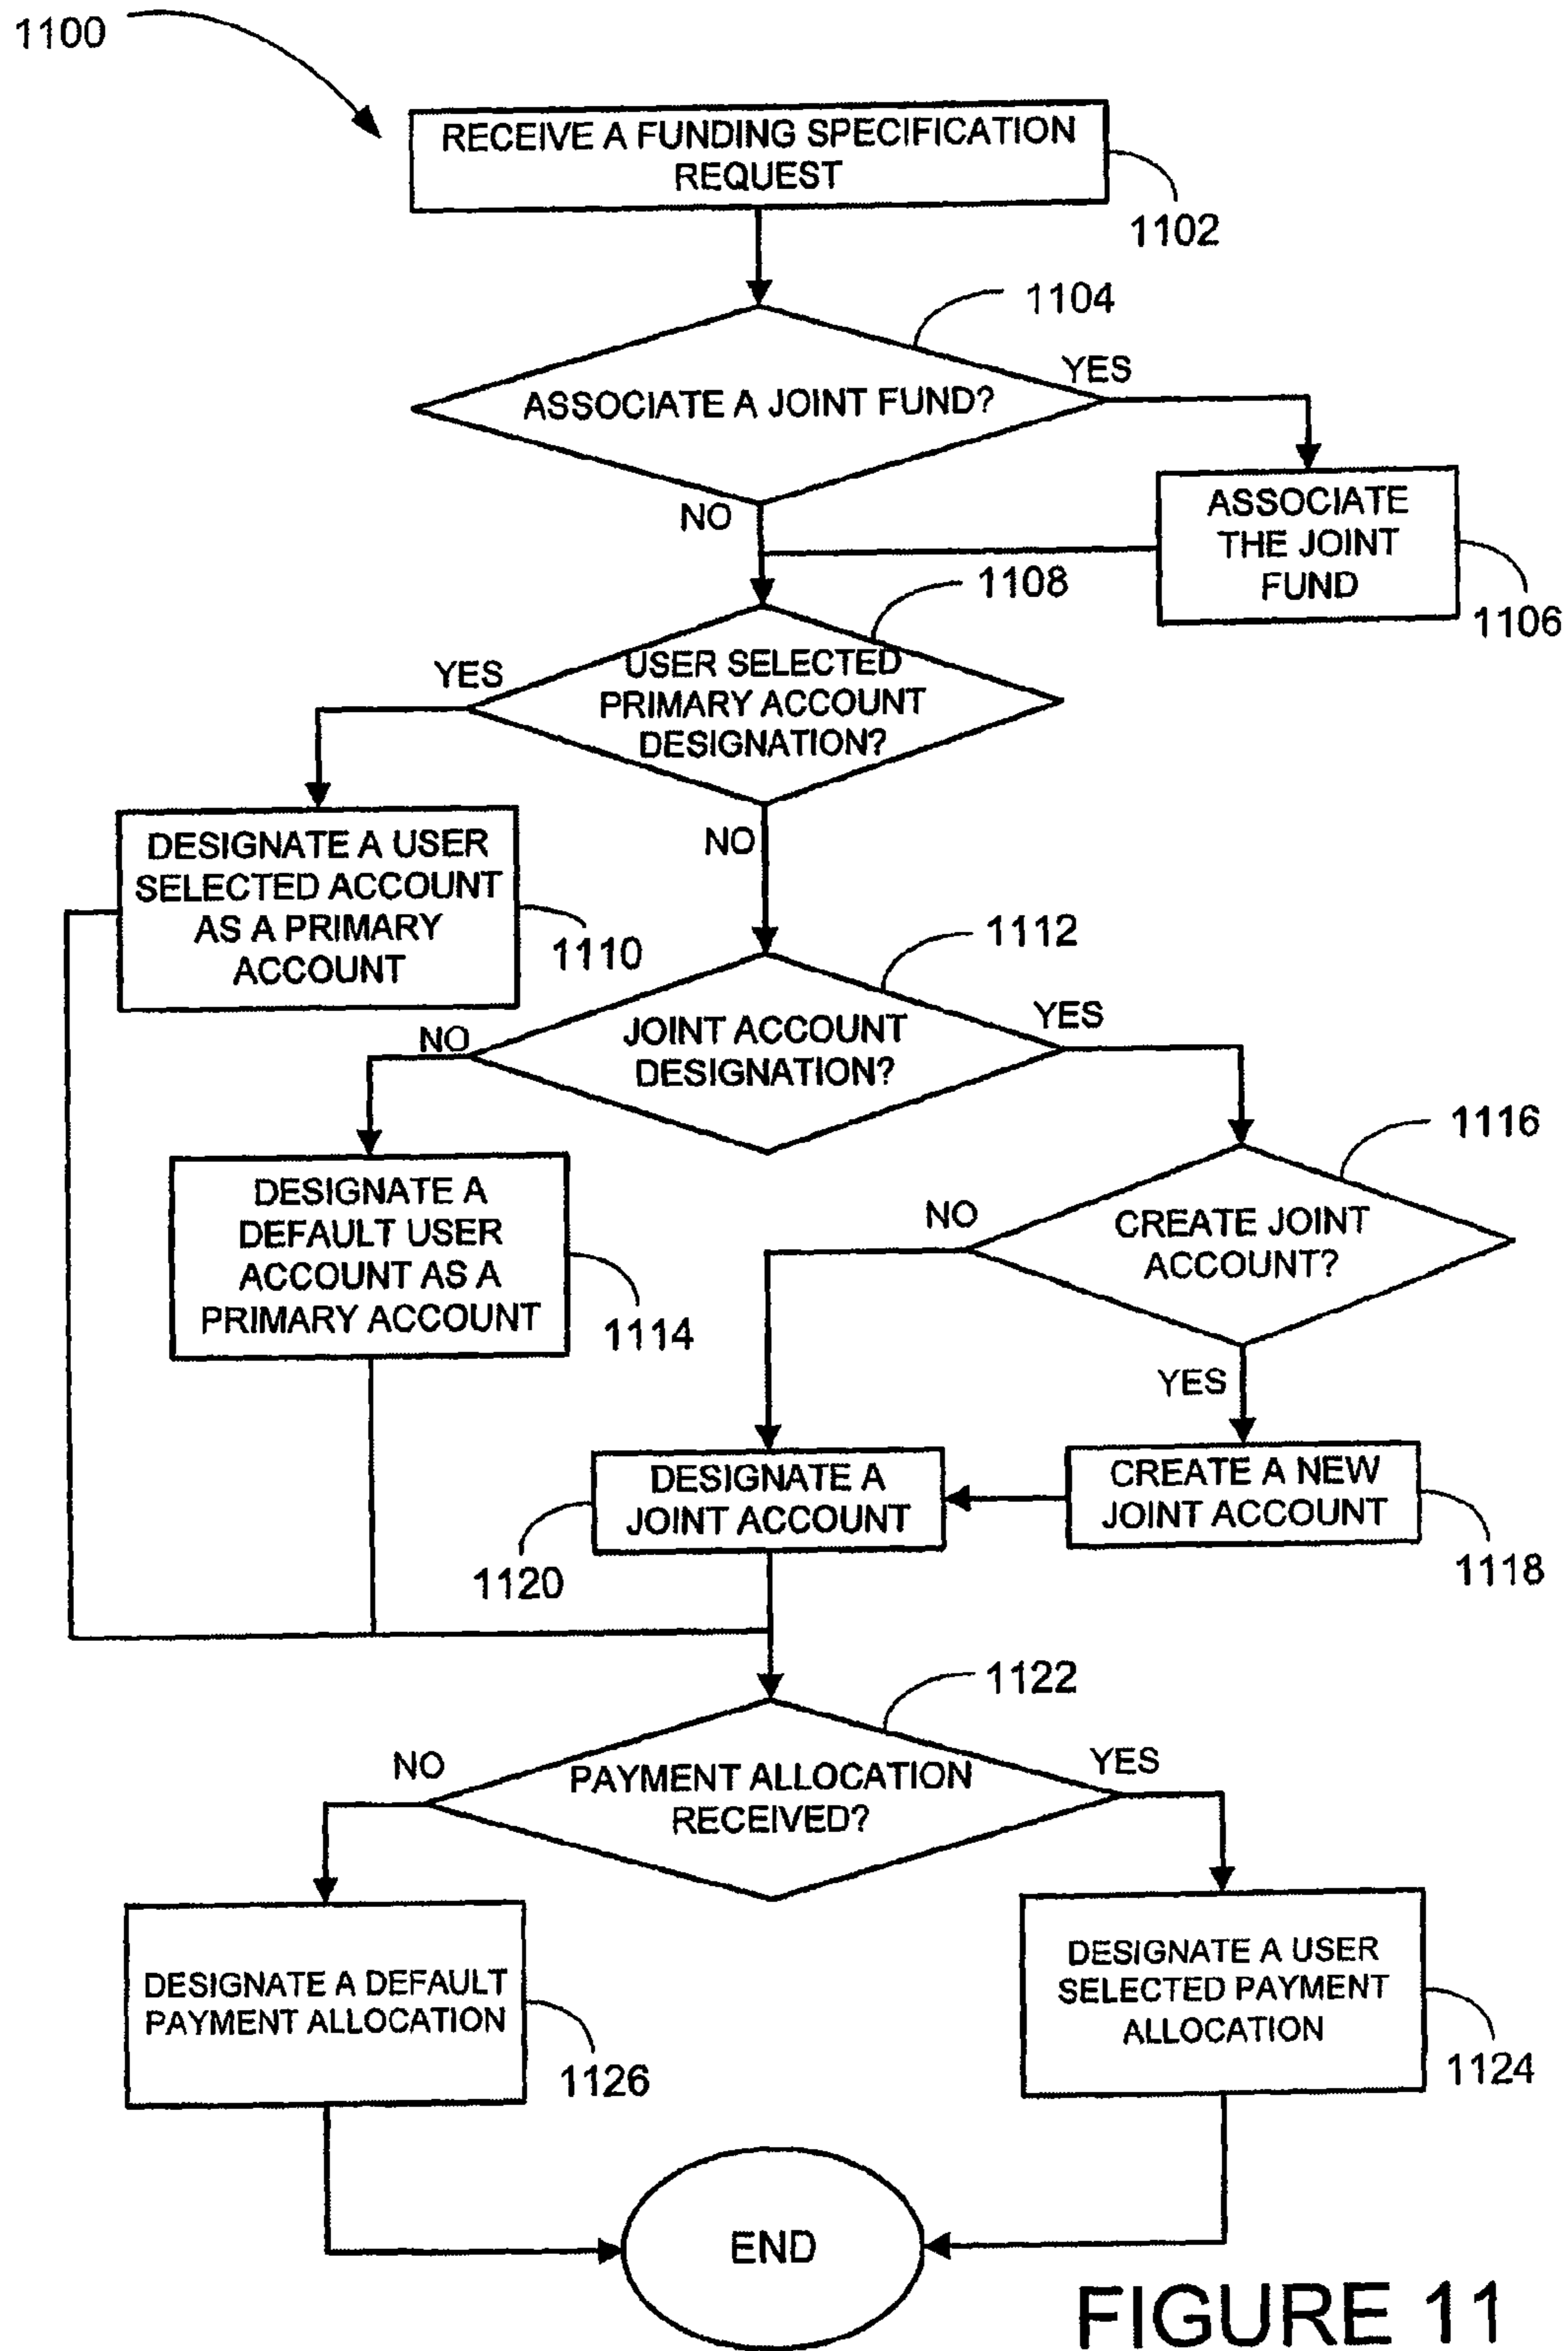 1100
RECEIVE A FUNDING SPECIFICATION
REQUEST
1102
1104
ASSOCIATE A JOINT FUND?
YES
NO
ASSOCIATE
THE JOINT
FUND
1106
1108
USER SELECTED
PRIMARY ACCOUNT
DESIGNATION?
YES
NO
DESIGNATE A USER
SELECTED ACCOUNT
AS A PRIMARY
ACCOUNT
1110
1112
JOINT ACCOUNT
DESIGNATION?
NO
YES
DESIGNATE A
DEFAULT USER
ACCOUNT AS A
PRIMARY ACCOUNT
1114
1116
CREATE JOINT
ACCOUNT?
NO
YES
DESIGNATE A
JOINT ACCOUNT
1120
CREATE A NEW
JOINT ACCOUNT
1118
1122
PAYMENT ALLOCATION
RECEIVED?
NO
YES
DESIGNATE A DEFAULT
PAYMENT ALLOCATION
1126
DESIGNATE A USER
SELECTED PAYMENT
ALLOCATION
1124
END
FIGURE 11